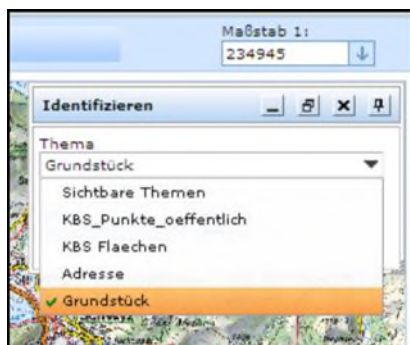 Maßstab 1:
234945
Identifizieren
Thema
Grundstück
Sichtbare Themen
KBS_Punkte_oeffentlich
KBS Flaechen
Adresse
Grundstück